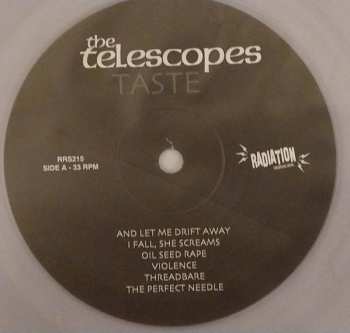 the
telescopes
TASTE
RRS215
SIDE A - 33 RPM
RADIATION
AND LET ME DRIFT AWAY
I FALL, SHE SCREAMS
OIL SEED RAPE
VIOLENCE
THREADBARE
THE PERFECT NEEDLE